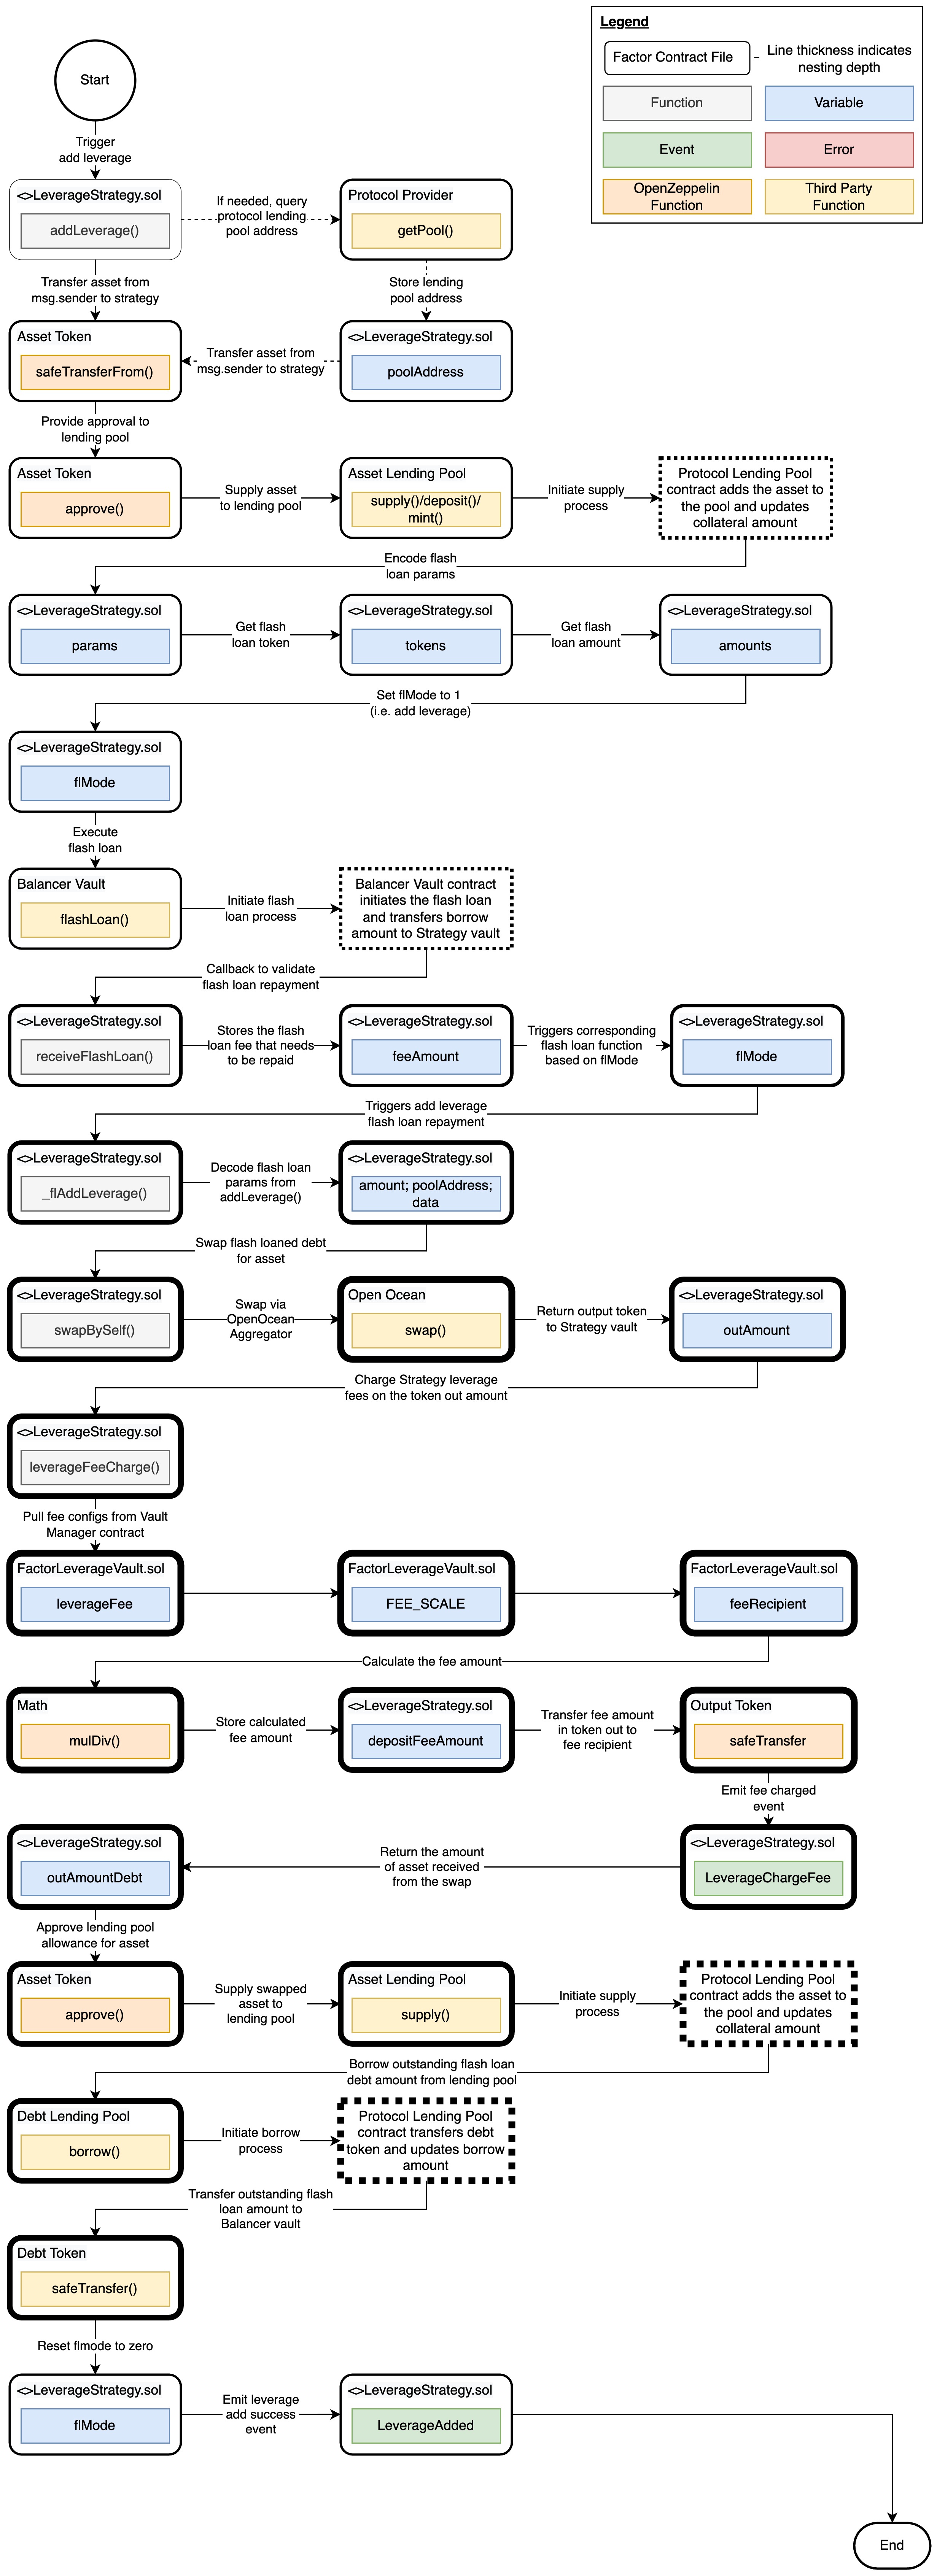 Legend
Factor Contract File
Line thickness indicates
nesting depth
Function
Variable
Event
Error
OpenZeppelin
Function
Third Party
Function
Start
Trigger
add leverage
<>LeverageStrategy.sol
addLeverage()
If needed, query
protocol lending
pool address
Protocol Provider
getPool()
Transfer asset from
msg.sender to strategy
Store lending
pool address
Asset Token
safeTransferFrom()
Transfer asset from
msg.sender to strategy
<>LeverageStrategy.sol
poolAddress
Provide approval to
lending pool
Asset Token
approve()
Supply asset
to lending pool
Asset Lending Pool
supply()/deposit()/
mint()
Initiate supply
process
Protocol Lending Pool
contract adds the asset to
the pool and updates
collateral amount
Encode flash
loan params
<>LeverageStrategy.sol
params
Get flash
loan token
<>LeverageStrategy.sol
tokens
Get flash
loan amount
<>LeverageStrategy.sol
amounts
Set flMode to 1
(i.e. add leverage)
<>LeverageStrategy.sol
flMode
Execute
flash loan
Balancer Vault
flashLoan()
Initiate flash
loan process
Balancer Vault contract
initiates the flash loan
and transfers borrow
amount to Strategy vault
Callback to validate
flash loan repayment
<>LeverageStrategy.sol
receiveFlashLoan()
Stores the flash
loan fee that needs
to be repaid
<>LeverageStrategy.sol
feeAmount
Triggers corresponding
flash loan function
based on flMode
<>LeverageStrategy.sol
flMode
Triggers add leverage
flash loan repayment
<>LeverageStrategy.sol
_flAddLeverage()
Decode flash loan
params from
addLeverage()
<>LeverageStrategy.sol
amount; poolAddress;
data
Swap flash loaned debt
for asset
<>LeverageStrategy.sol
swapBySelf()
Swap via
OpenOcean
Aggregator
Open Ocean
swap()
Return output token
to Strategy vault
<>LeverageStrategy.sol
outAmount
Charge Strategy leverage
fees on the token out amount
<>LeverageStrategy.sol
leverageFeeCharge()
Pull fee configs from Vault
Manager contract
FactorLeverageVault.sol
leverageFee
FactorLeverageVault.sol
FEE_SCALE
FactorLeverageVault.sol
feeRecipient
Calculate the fee amount
Math
mulDiv()
Store calculated
fee amount
<>LeverageStrategy.sol
depositFeeAmount
Transfer fee amount
in token out to
fee recipient
Output Token
safeTransfer
Emit fee charged
event
<>LeverageStrategy.sol
outAmountDebt
Return the amount
of asset received
from the swap
<>LeverageStrategy.sol
LeverageChargeFee
Approve lending pool
allowance for asset
Asset Token
approve()
Supply swapped
asset to
lending pool
Asset Lending Pool
supply()
Initiate supply
process
Protocol Lending Pool
contract adds the asset to
the pool and updates
collateral amount
Borrow outstanding flash loan
debt amount from lending pool
Debt Lending Pool
borrow()
Initiate borrow
process
Protocol Lending Pool
contract transfers debt
token and updates borrow
amount
Transfer outstanding flash
loan amount to
Balancer vault
Debt Token
safeTransfer()
Reset flmode to zero
<>LeverageStrategy.sol
flMode
Emit leverage
add success
event
<>LeverageStrategy.sol
LeverageAdded
End